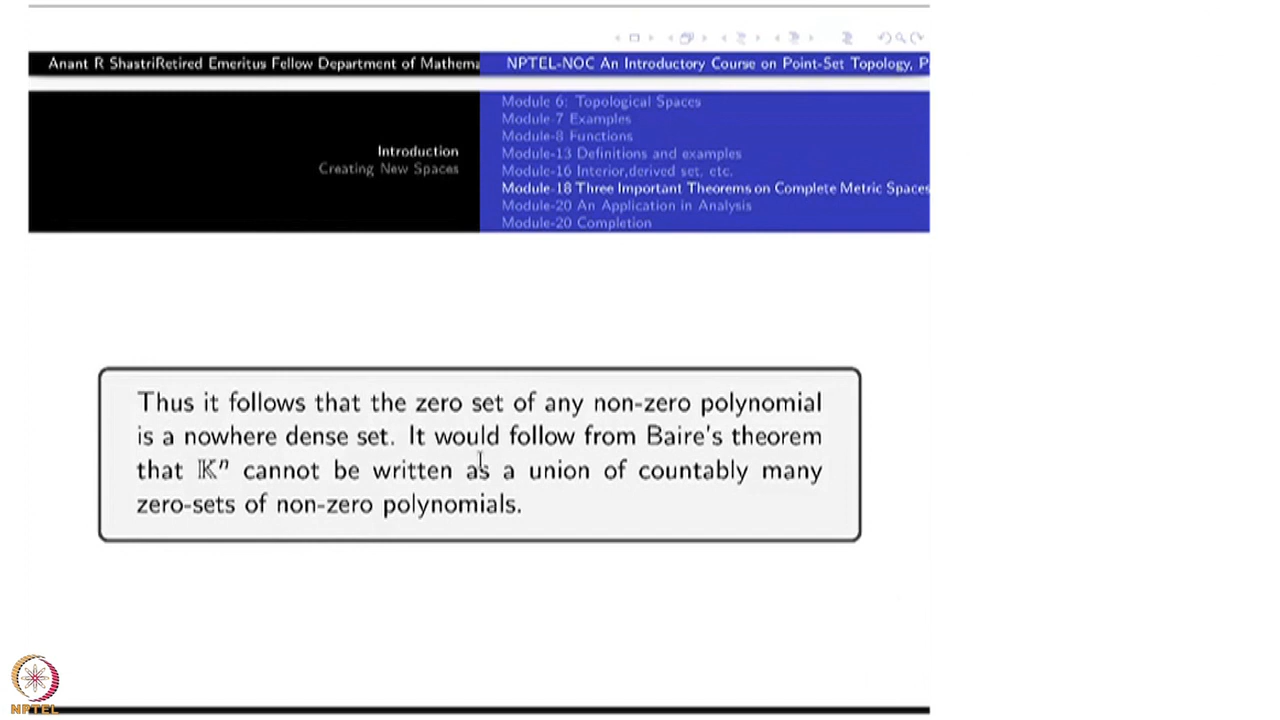 Anant R ShastriRetired Emeritus Fellow Department of Mathema
NPTEL-NOC An Introductory Course on Point-Set Topology, P
Introduction
Creating New Spaces
Module 6: Topological Spaces
Module-7 Examples
Module-8 Functions
Module-13 Definitions and examples
Module-16 Interior,derived set, etc.
Module-18 Three Important Theorems on Complete Metric Spaces
Module-20 An Application in Analysis
Module-20 Completion
Thus it follows that the zero set of any non-zero polynomial
is a nowhere dense set. It would follow from Baire's theorem
that 𝕂ⁿ cannot be written as a union of countably many
zero-sets of non-zero polynomials.
NPTEL